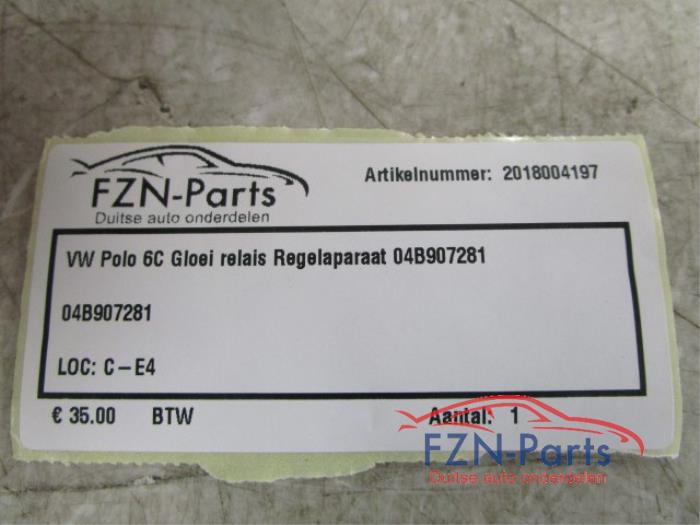 FZN-Parts
Duitse auto onderdelen
Artikelnummer: 2018004197
VW Polo 6C Gloei relais Regelaparaat 04B907281
04B907281
LOC: C-E4
€ 35.00 BTW Aantal: 1
FZN-Parts
Duitse auto onderdelen